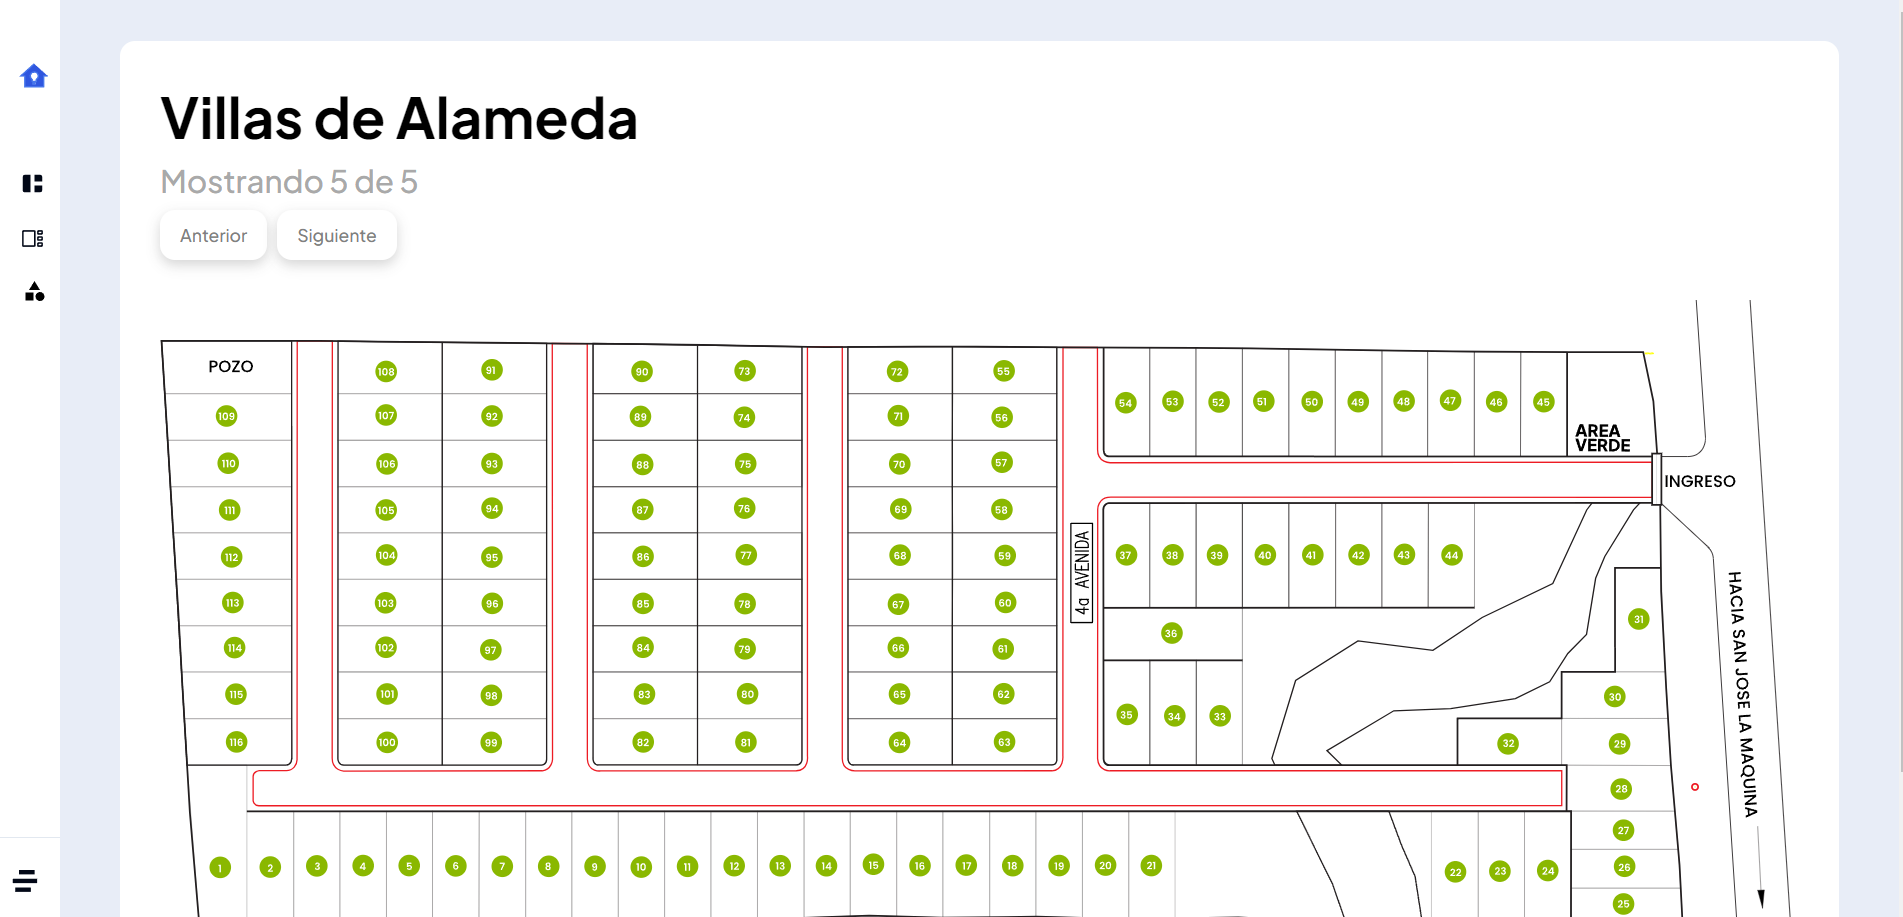 Villas de Alameda
Mostrando 5 de 5
Anterior Siguiente
POZO 108 91 90 73 72 55
54 53 52 51 50 49 48 47 46 45
109 107 92 89 74 71 56
AREA
VERDE
110 106 93 88 75 70 57
INGRESO
111 105 94 87 76 69 58
112 104 95 86 77 68 59
4a AVENIDA
37 38 39 40 41 42 43 44
113 103 96 85 78 67 60
31
36
114 102 97 84 79 66 61
115 101 98 83 80 65 62
30
HACIA SAN JOSE LA MAQUINA
35 34 33
116 100 99 82 81 64 63
32 29
28
27
1 2 3 4 5 6 7 8 9 10 11 12 13 14 15 16 17 18 19 20 21
22 23 24
26
25